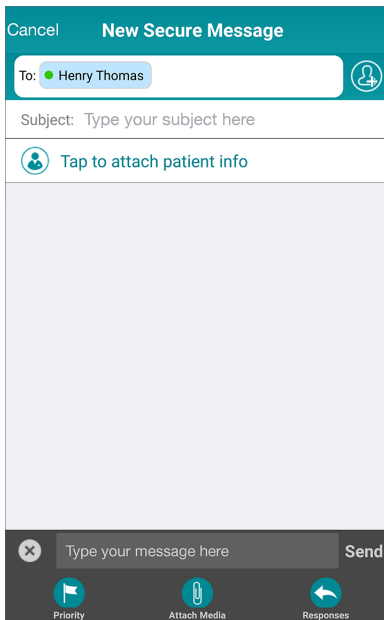 Cancel New Secure Message
To: Henry Thomas
Subject: Type your subject here
Tap to attach patient info
Type your message here Send
Priority Attach Media Responses